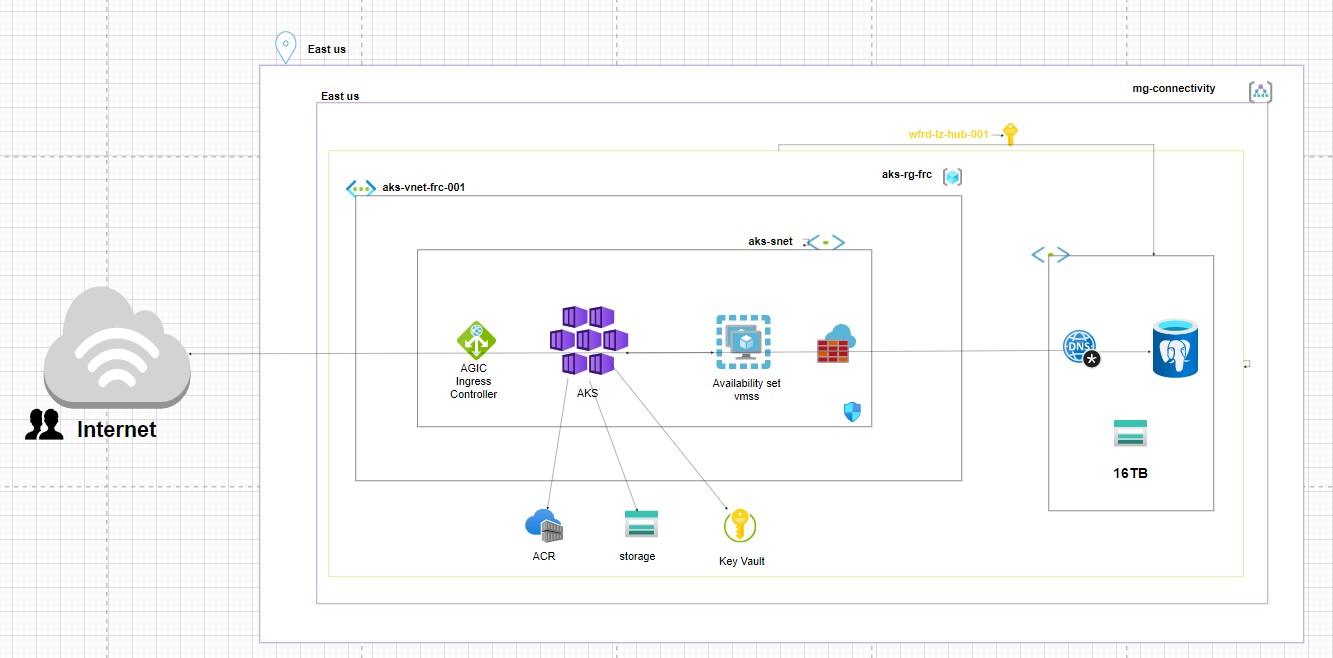 East us
mg-connectivity
East us
wfrd-lz-hub-001
aks-rg-frc
aks-vnet-frc-001
aks-snet
DNS
*
AGIC
Ingress
Controller
AKS
Availability set
vmss
Internet
16TB
ACR
storage
Key Vault